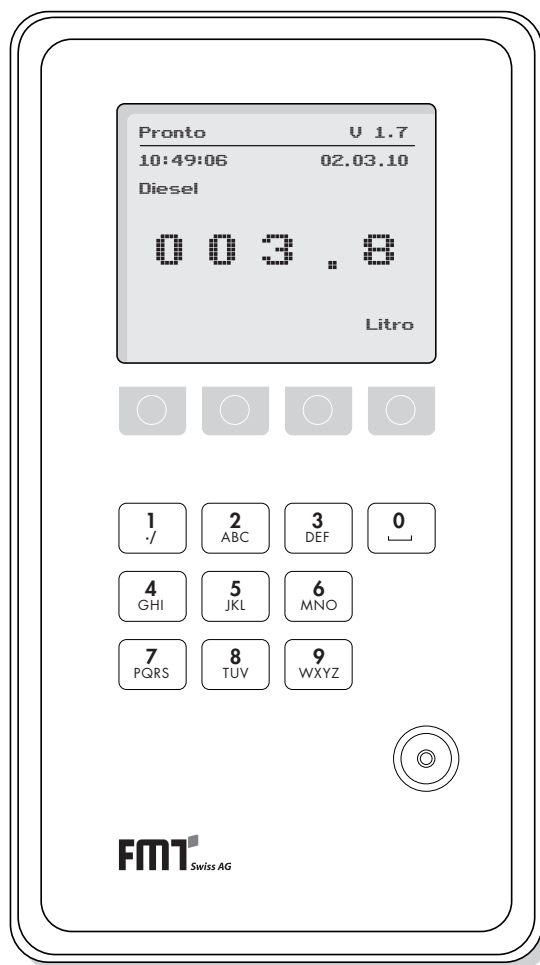 Pronto V 1.7
10:49:06 02.03.10
Diesel
003.8
Litro
1 2 3 0
./ ABC DEF
4 5 6
GHI JKL MNO
7 8 9
PQRS TUV WXYZ
FMT Swiss AG